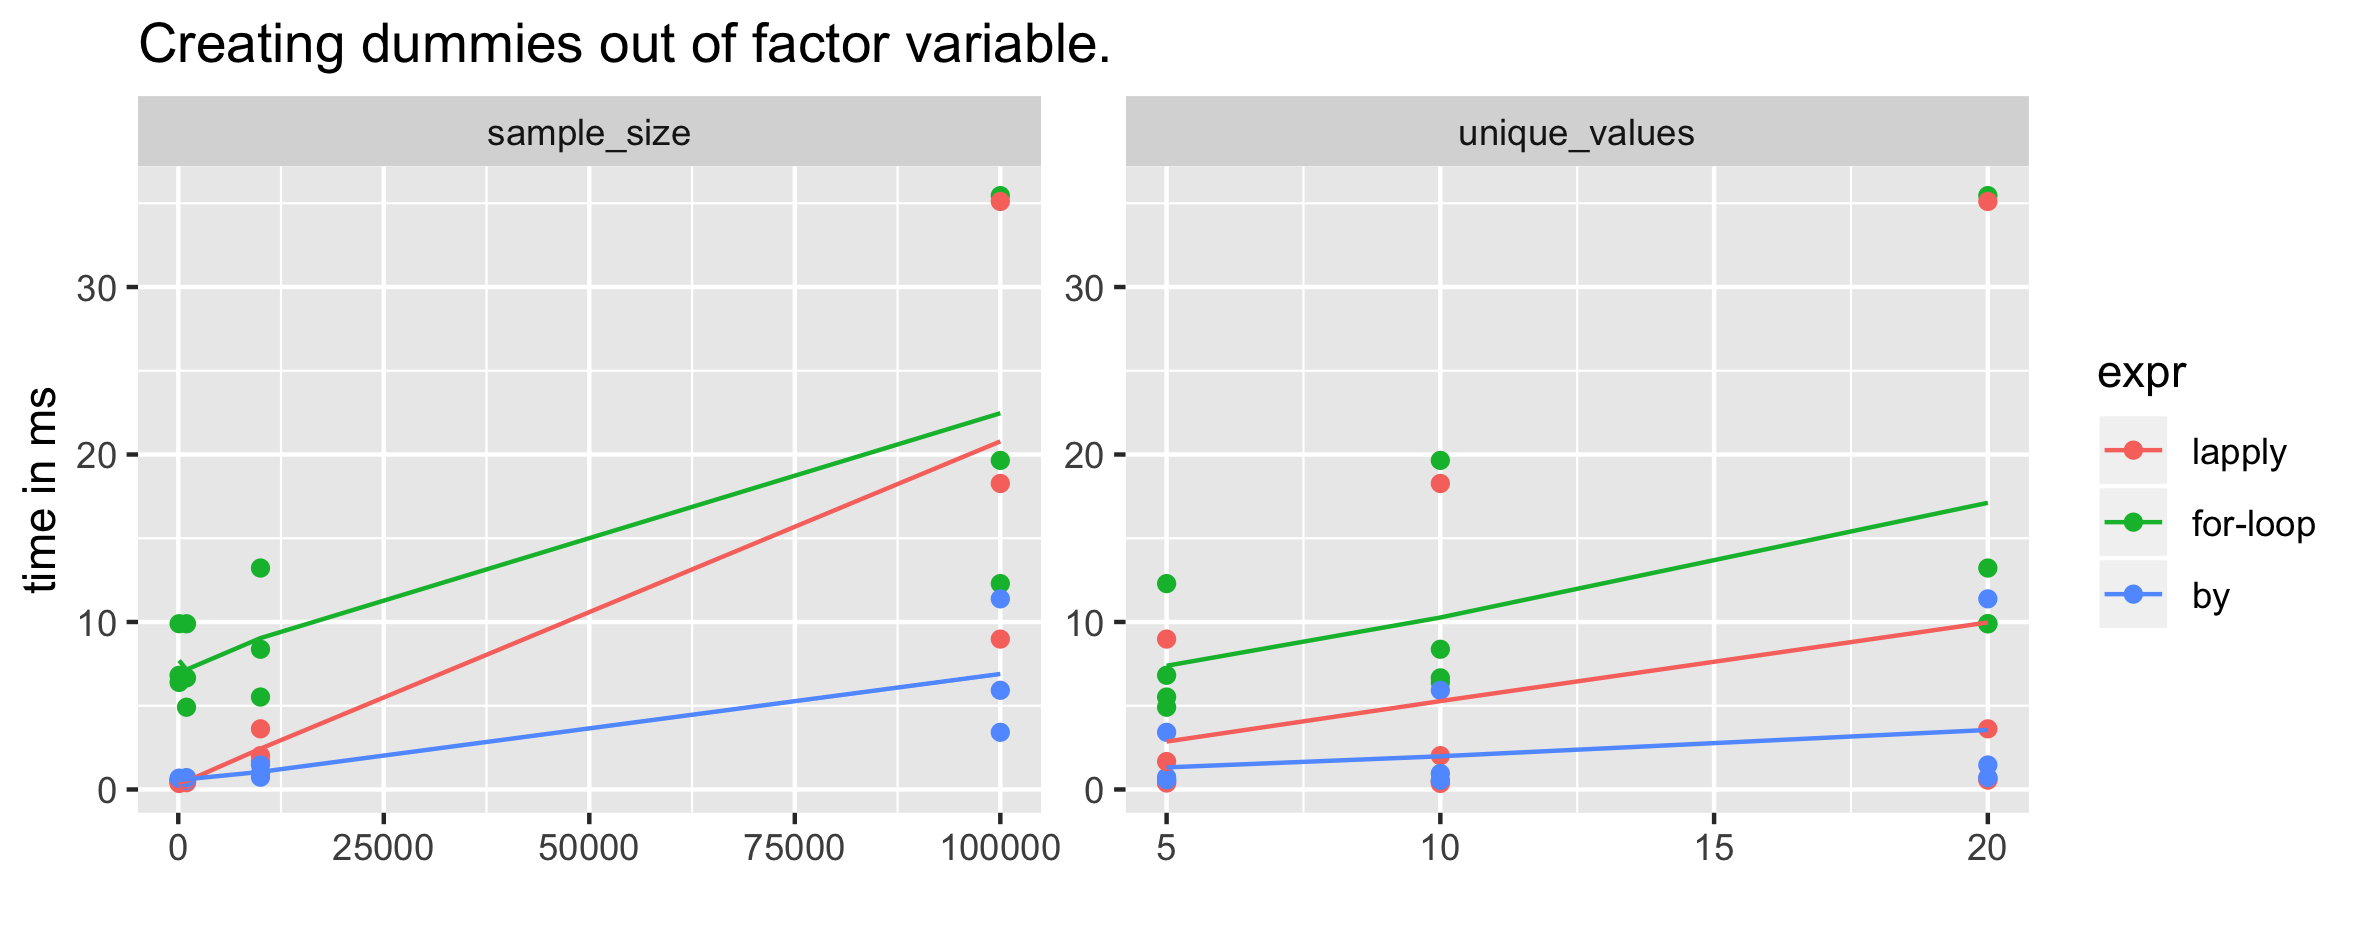 Creating dummies out of factor variable.
sample_size
unique_values
time in ms
30
20
10
0
0 25000 50000 75000 100000
30
20
10
0
5 10 15 20
expr
lapply
for-loop
by